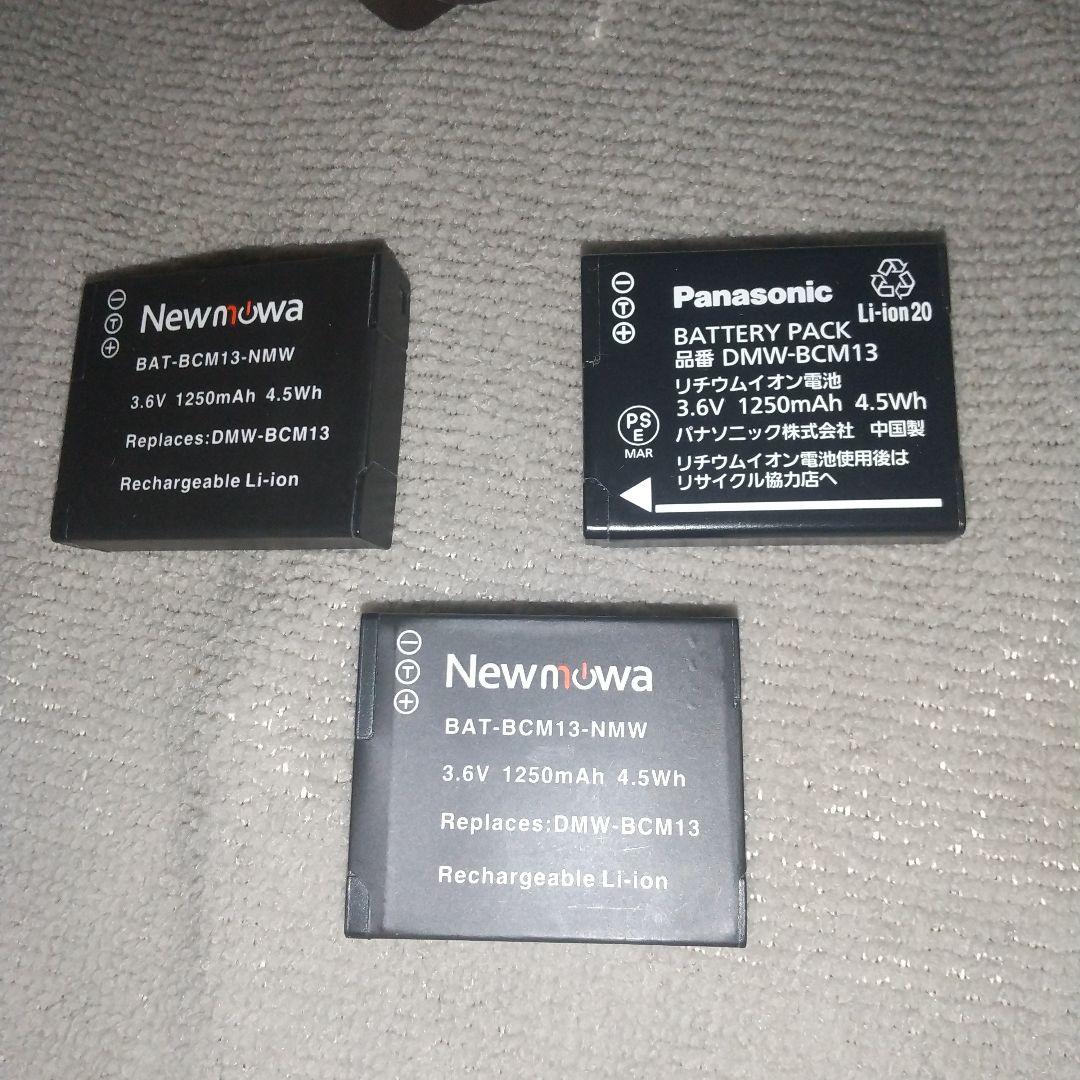 Newmowa
BAT-BCM13-NMW
3.6V 1250mAh 4.5Wh
Replaces:DMW-BCM13
Rechargeable Li-ion
− T +
Panasonic
Li-ion20
BATTERY PACK
品番 DMW-BCM13
リチウムイオン電池
3.6V 1250mAh 4.5Wh
パナソニック株式会社 中国製
リチウムイオン電池使用後は
リサイクル協力店へ
PS
E
MAR
− T +
Newmowa
BAT-BCM13-NMW
3.6V 1250mAh 4.5Wh
Replaces:DMW-BCM13
Rechargeable Li-ion
− T +